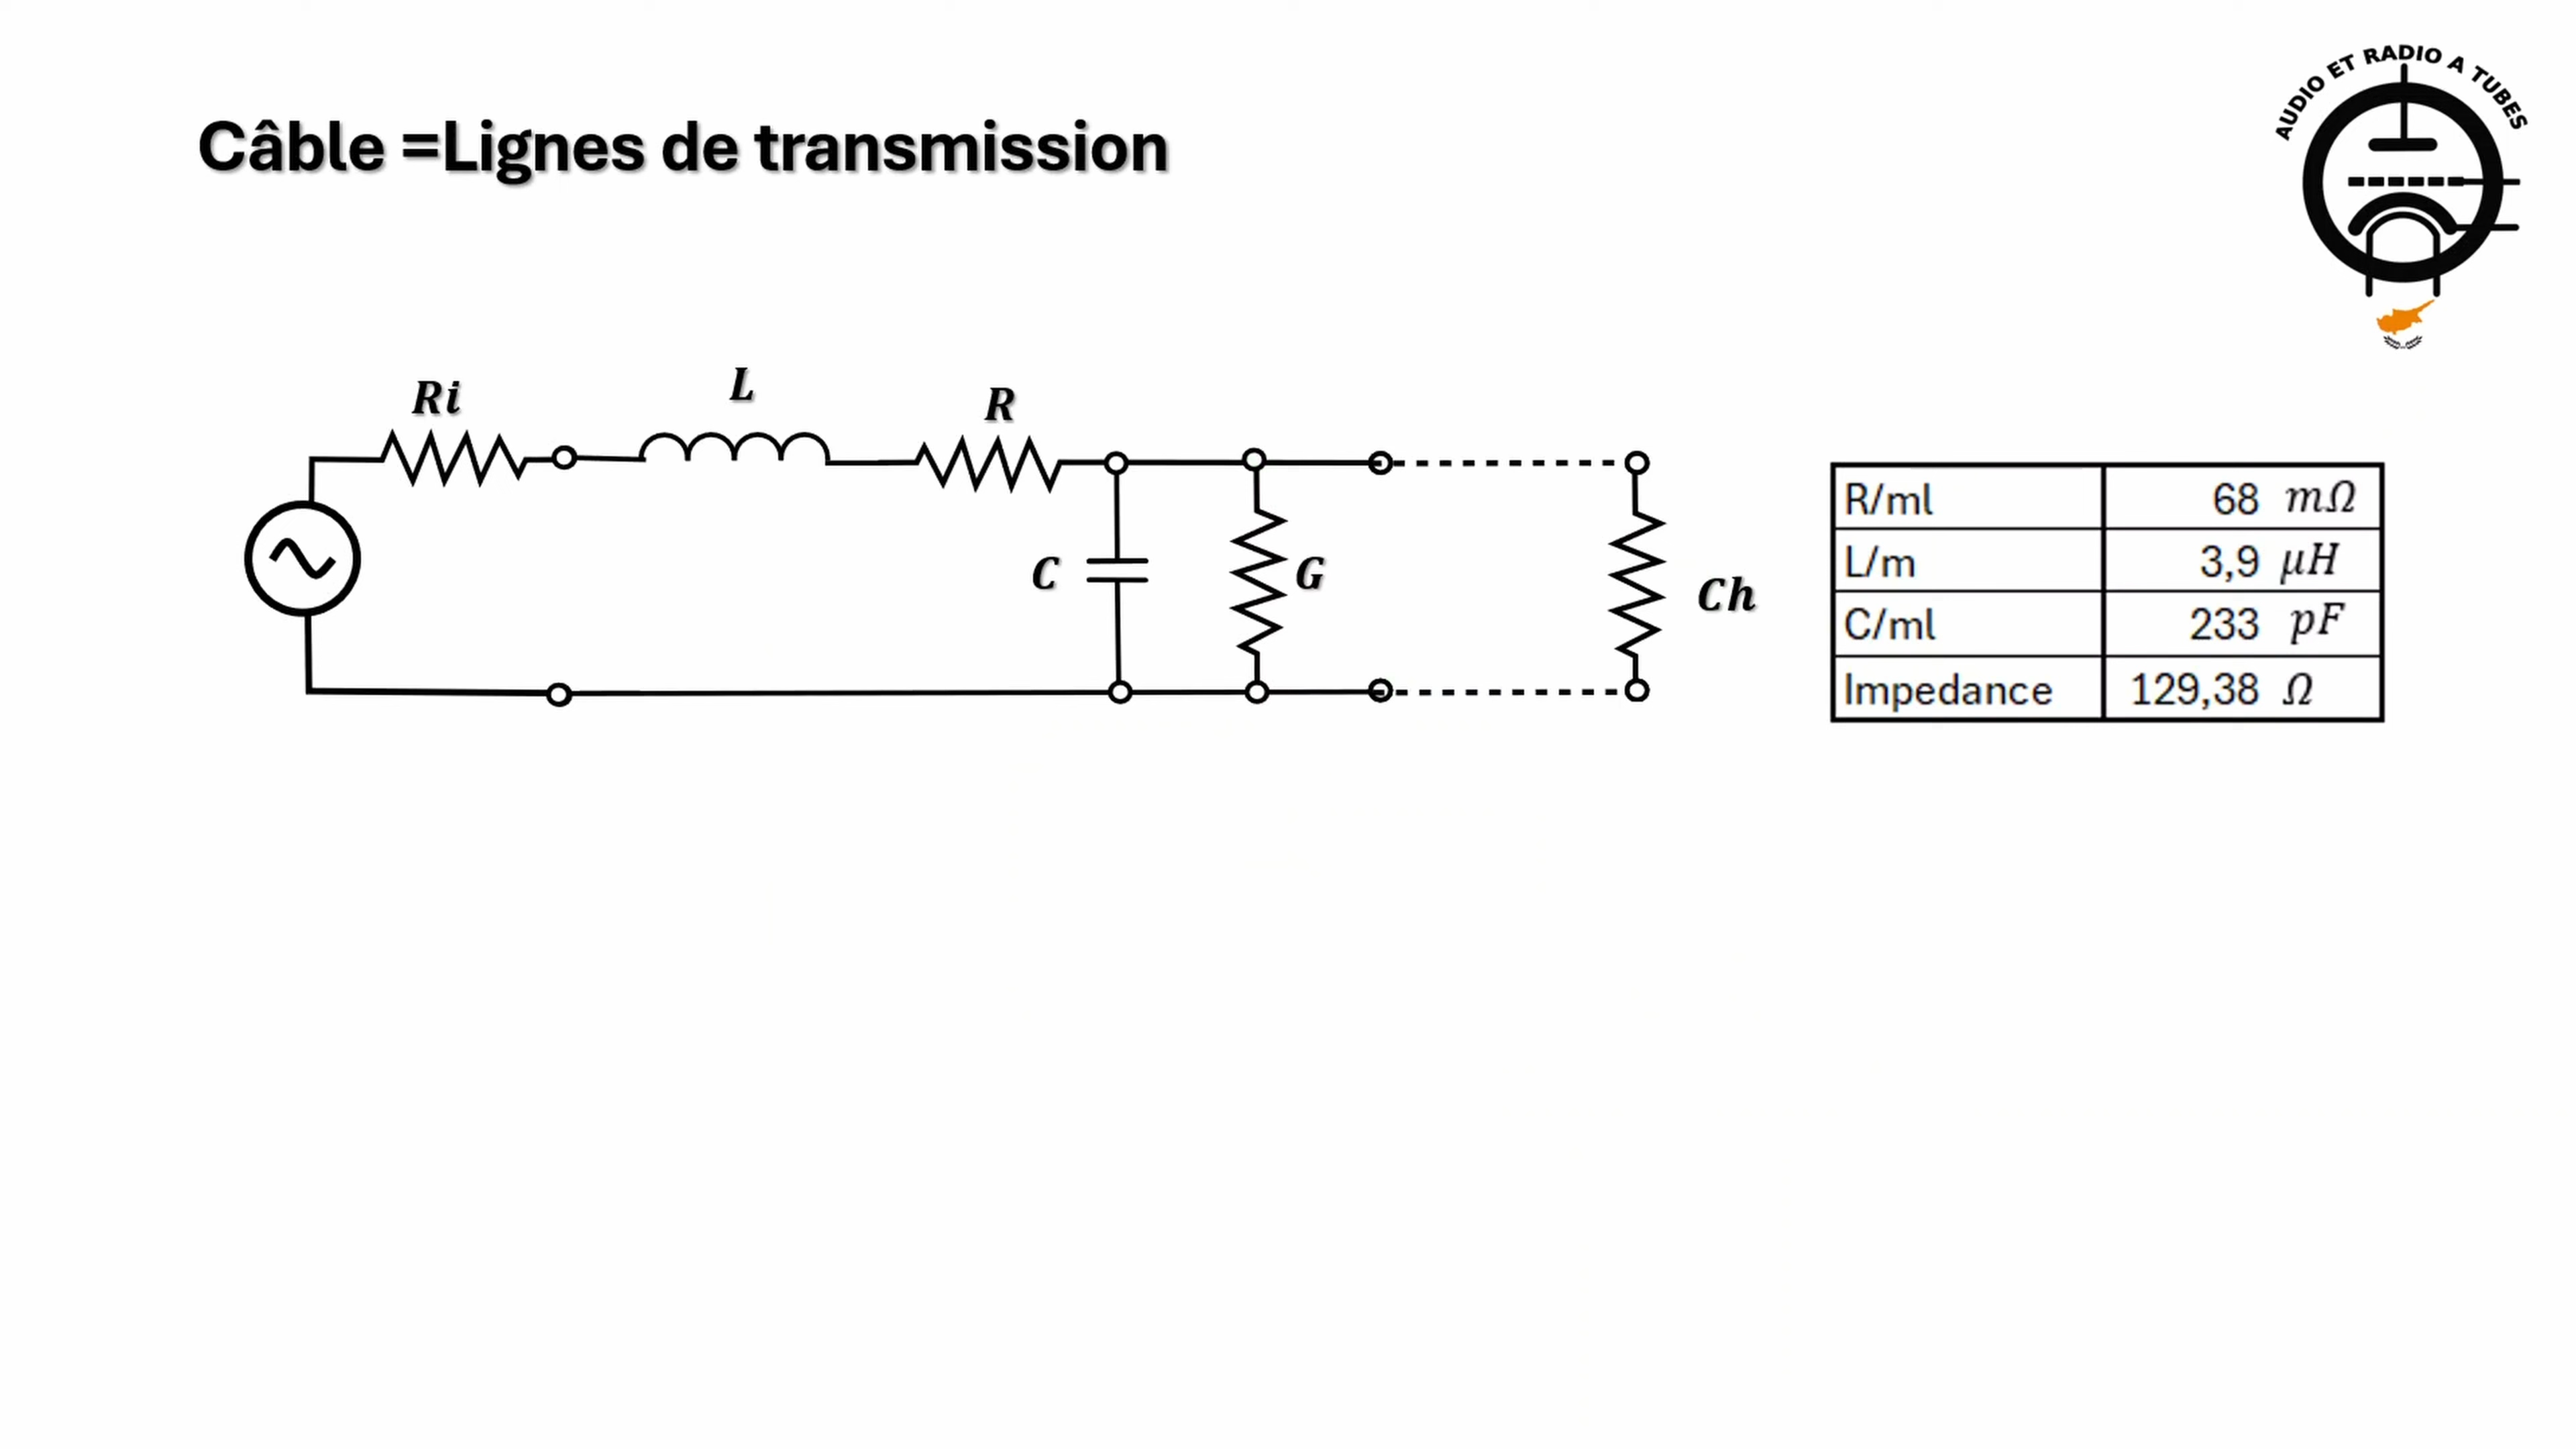 AUDIO ET RADIO A TUBES
Câble =Lignes de transmission
Ri
L
R
C
G
Ch
R/ml 68 mΩ
L/m 3,9 μH
C/ml 233 pF
Impedance 129,38 Ω